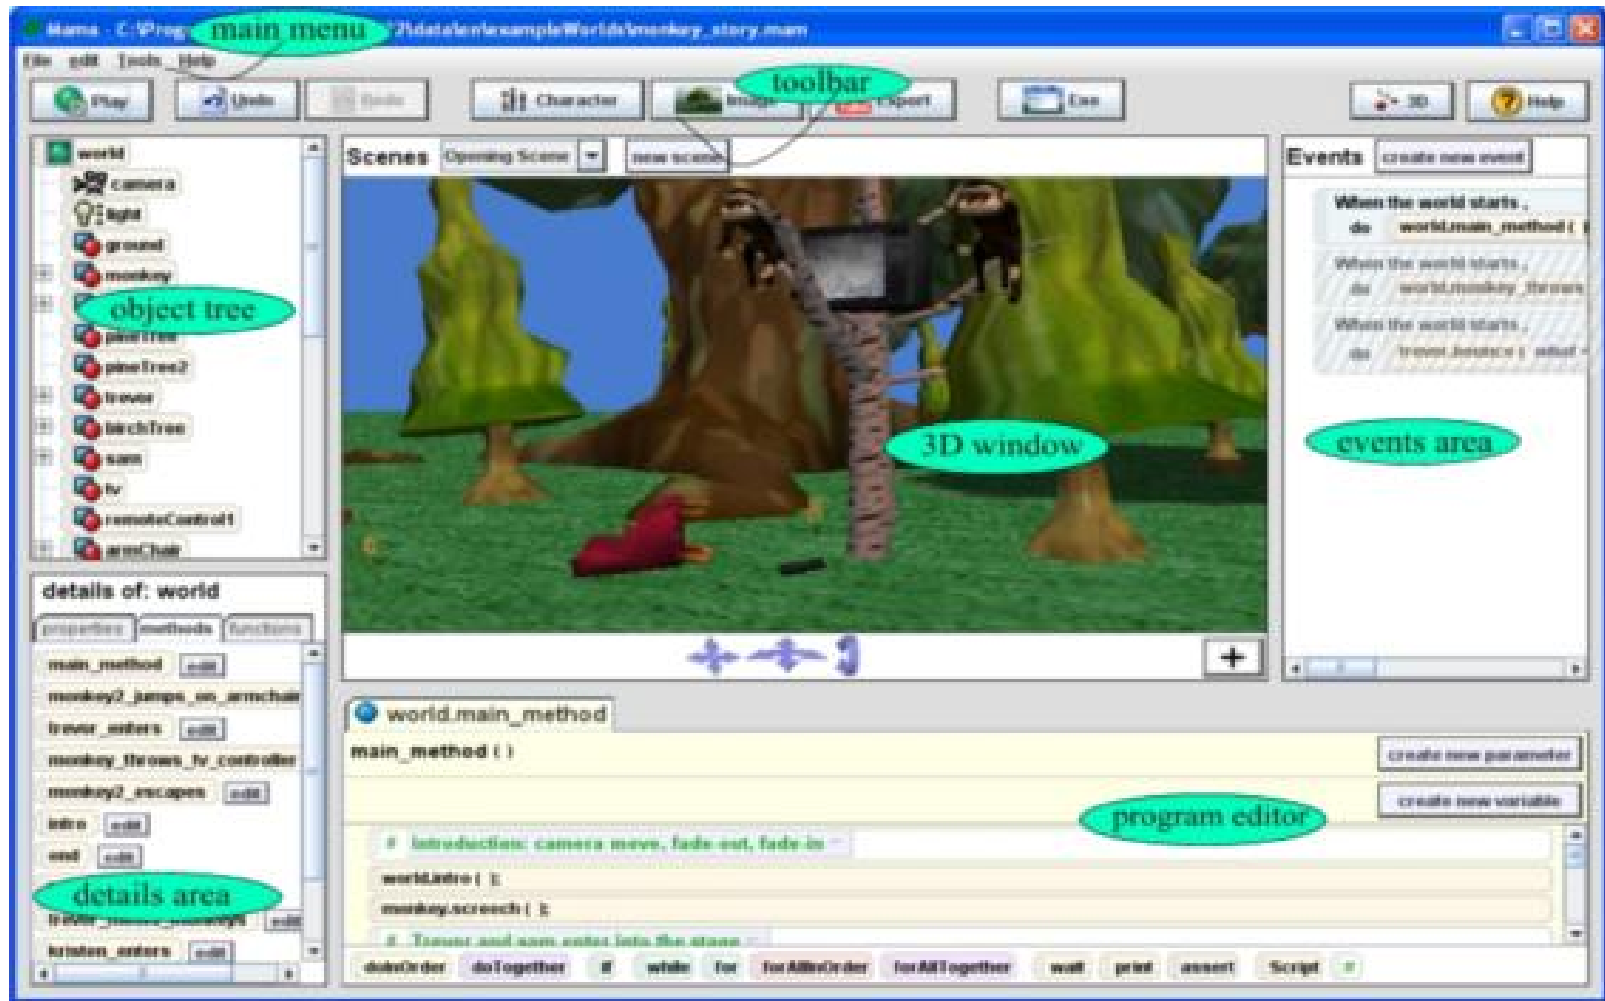 Mama - C:\Prog
main menu
?\data\en\exampleWorlds\monkey_story.mam
File edit Tools Help
Play
Undo
Redo
Character
Image
toolbar
Export
Exe
3D
Help
world
camera
light
ground
monkey
object tree
pineTree
pineTree2
trevor
birchTree
sam
tv
remoteControl1
armChair
Scenes Opening Scene new scene
3D window
Events create new event
When the world starts ,
do world.main_method ( )
When the world starts ,
do world.monkey_throws
When the world starts ,
do trevor.bounce ( what
events area
details of: world
properties methods functions
main_method edit
monkey2_jumps_on_armchair
trevor_enters edit
monkey_throws_tv_controller
monkey2_escapes edit
intro edit
end edit
details area
edit
kristen_enters edit
world.main_method
main_method ( )
create new parameter
create new variable
program editor
# Introduction: camera move, fade out, fade-in
world.intro ( );
monkey.screech ( );
# Trevor and sam enter into the stage
doInOrder doTogether if while for forAllInOrder forAllTogether wait print assert Script #